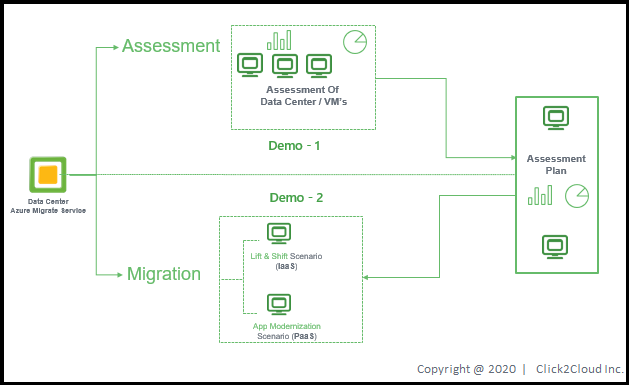 Assessment
Assessment Of
Data Center / VM's
Demo - 1
Assessment
Plan
Data Center
Azure Migrate Service
Demo - 2
Lift & Shift Scenario
(IaaS)
Migration
App Modernization
Scenario (PaaS)
Copyright @ 2020 | Click2Cloud Inc.